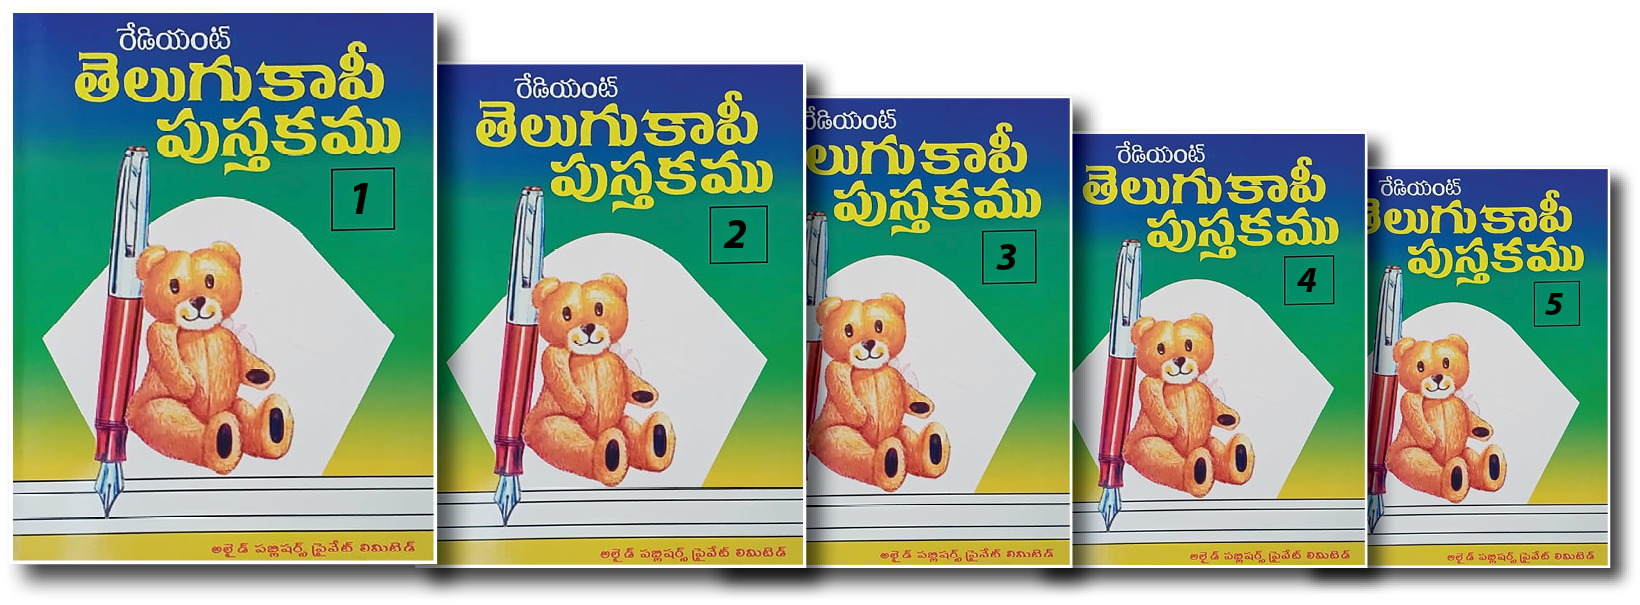 రేడియంట్
తెలుగు కాపీ
పుస్తకము
1
అలైడ్ పబ్లిషర్స్ ప్రైవేట్ లిమిటెడ్
రేడియంట్
తెలుగు కాపీ
పుస్తకము
2
అలైడ్ పబ్లిషర్స్ ప్రైవేట్ లిమిటెడ్
రేడియంట్
లుగు కాపీ
పుస్తకము
3
అలైడ్ పబ్లిషర్స్ ప్రైవేట్ లిమిటెడ్
రేడియంట్
తెలుగు కాపీ
పుస్తకము
4
అలైడ్ పబ్లిషర్స్ ప్రైవేట్ లిమిటెడ్
రేడియంట్
తెలుగు కాపీ
పుస్తకము
5
అలైడ్ పబ్లిషర్స్ ప్రైవేట్ లిమిటెడ్